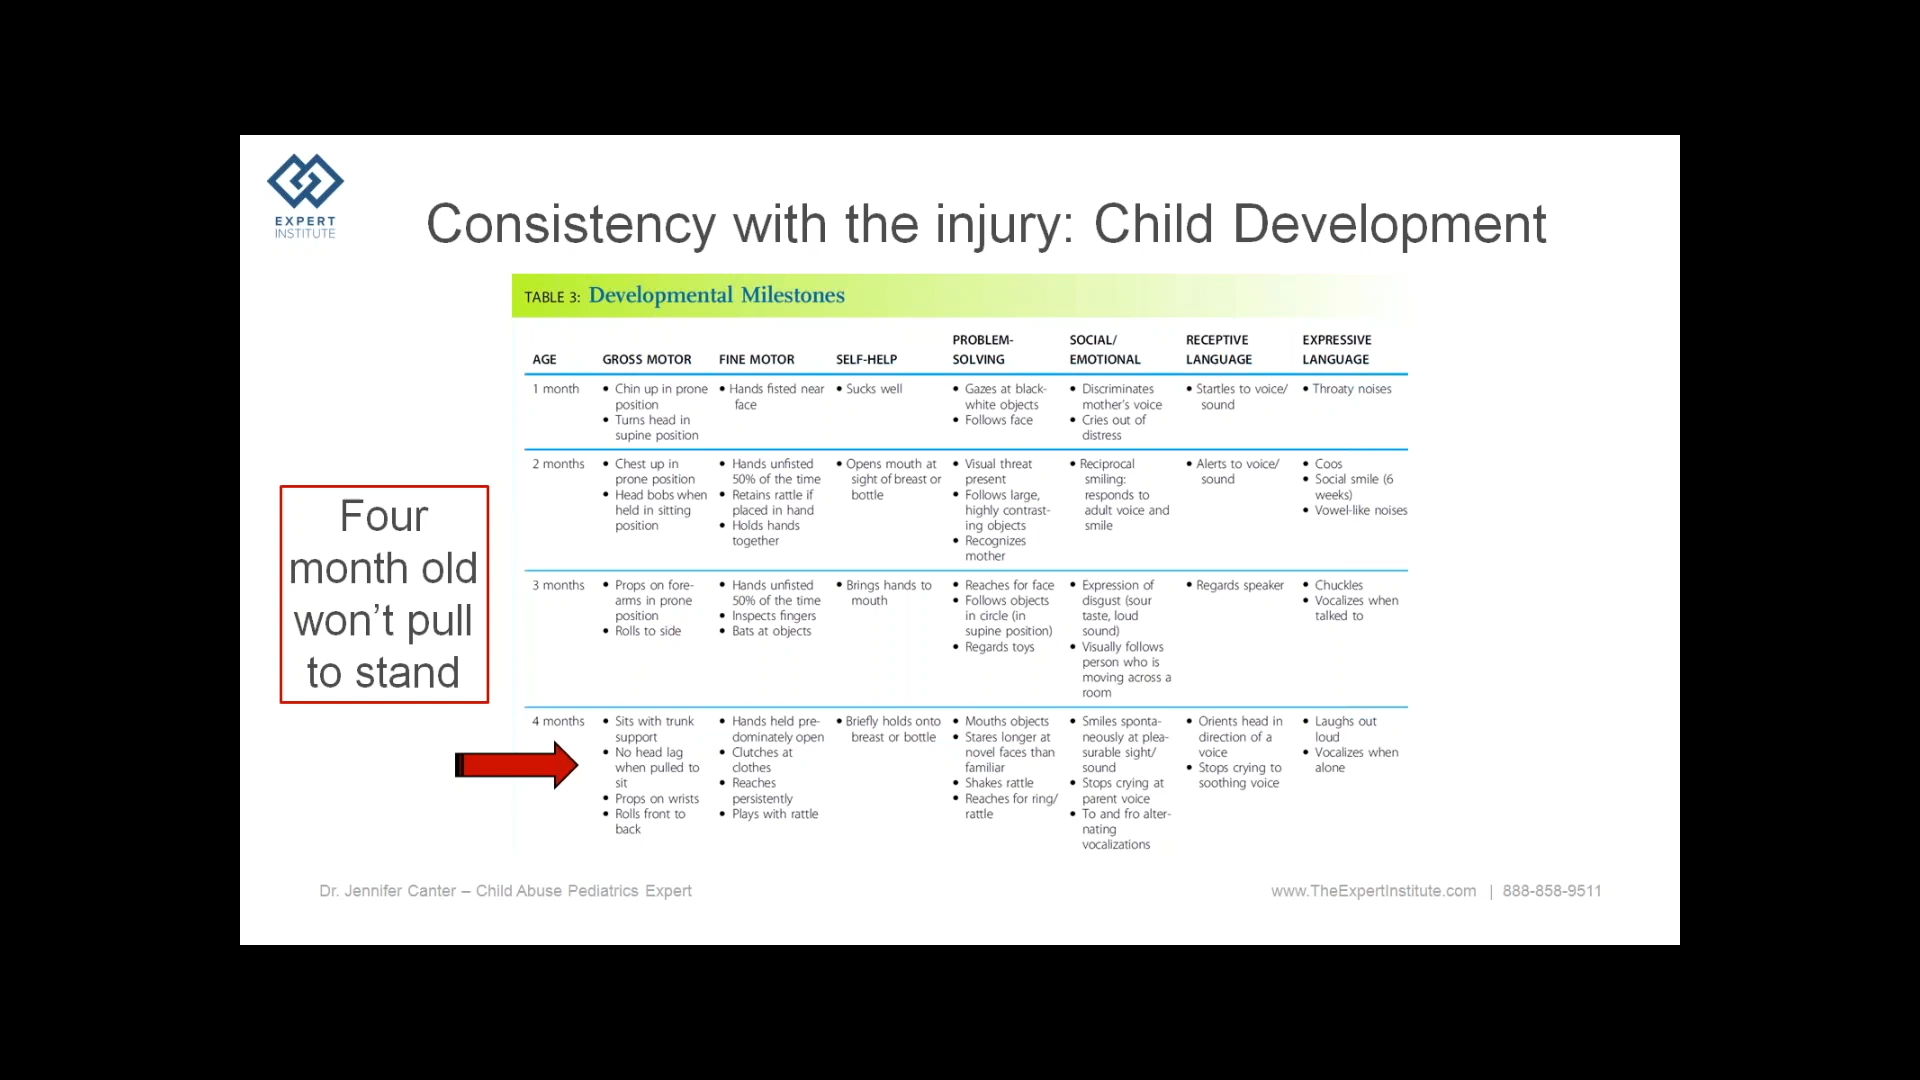 EXPERT
INSTITUTE
Consistency with the injury: Child Development
TABLE 3: Developmental Milestones
AGE
GROSS MOTOR
FINE MOTOR
SELF-HELP
PROBLEM-
SOLVING
SOCIAL/
EMOTIONAL
RECEPTIVE
LANGUAGE
EXPRESSIVE
LANGUAGE
1 month
• Chin up in prone
position
• Turns head in
supine position
• Hands fisted near
face
• Sucks well
• Gazes at black-
white objects
• Follows face
• Discriminates
mother's voice
• Cries out of
distress
• Startles to voice/
sound
• Throaty noises
2 months
• Chest up in
prone position
• Head bobs when
held in sitting
position
• Hands unfisted
50% of the time
• Retains rattle if
placed in hand
• Holds hands
together
• Opens mouth at
sight of breast or
bottle
• Visual threat
present
• Follows large,
highly contrast-
ing objects
• Recognizes
mother
• Reciprocal
smiling:
responds to
adult voice and
smile
• Alerts to voice/
sound
• Coos
• Social smile (6
weeks)
• Vowel-like noises
3 months
• Props on fore-
arms in prone
position
• Rolls to side
• Hands unfisted
50% of the time
• Inspects fingers
• Bats at objects
• Brings hands to
mouth
• Reaches for face
• Follows objects
in circle (in
supine position)
• Regards toys
• Expression of
disgust (sour
taste, loud
sound)
• Visually follows
person who is
moving across a
room
• Regards speaker
• Chuckles
• Vocalizes when
talked to
4 months
• Sits with trunk
support
• No head lag
when pulled to
sit
• Props on wrists
• Rolls front to
back
• Hands held pre-
dominately open
• Clutches at
clothes
• Reaches
persistently
• Plays with rattle
• Briefly holds onto
breast or bottle
• Mouths objects
• Stares longer at
novel faces than
familiar
• Shakes rattle
• Reaches for ring/
rattle
• Smiles sponta-
neously at plea-
surable sight/
sound
• Stops crying at
parent voice
• To and fro alter-
nating
vocalizations
• Orients head in
direction of a
voice
• Stops crying to
soothing voice
• Laughs out
loud
• Vocalizes when
alone
Four
month old
won't pull
to stand
Dr. Jennifer Canter – Child Abuse Pediatrics Expert
www.TheExpertInstitute.com | 888-858-9511